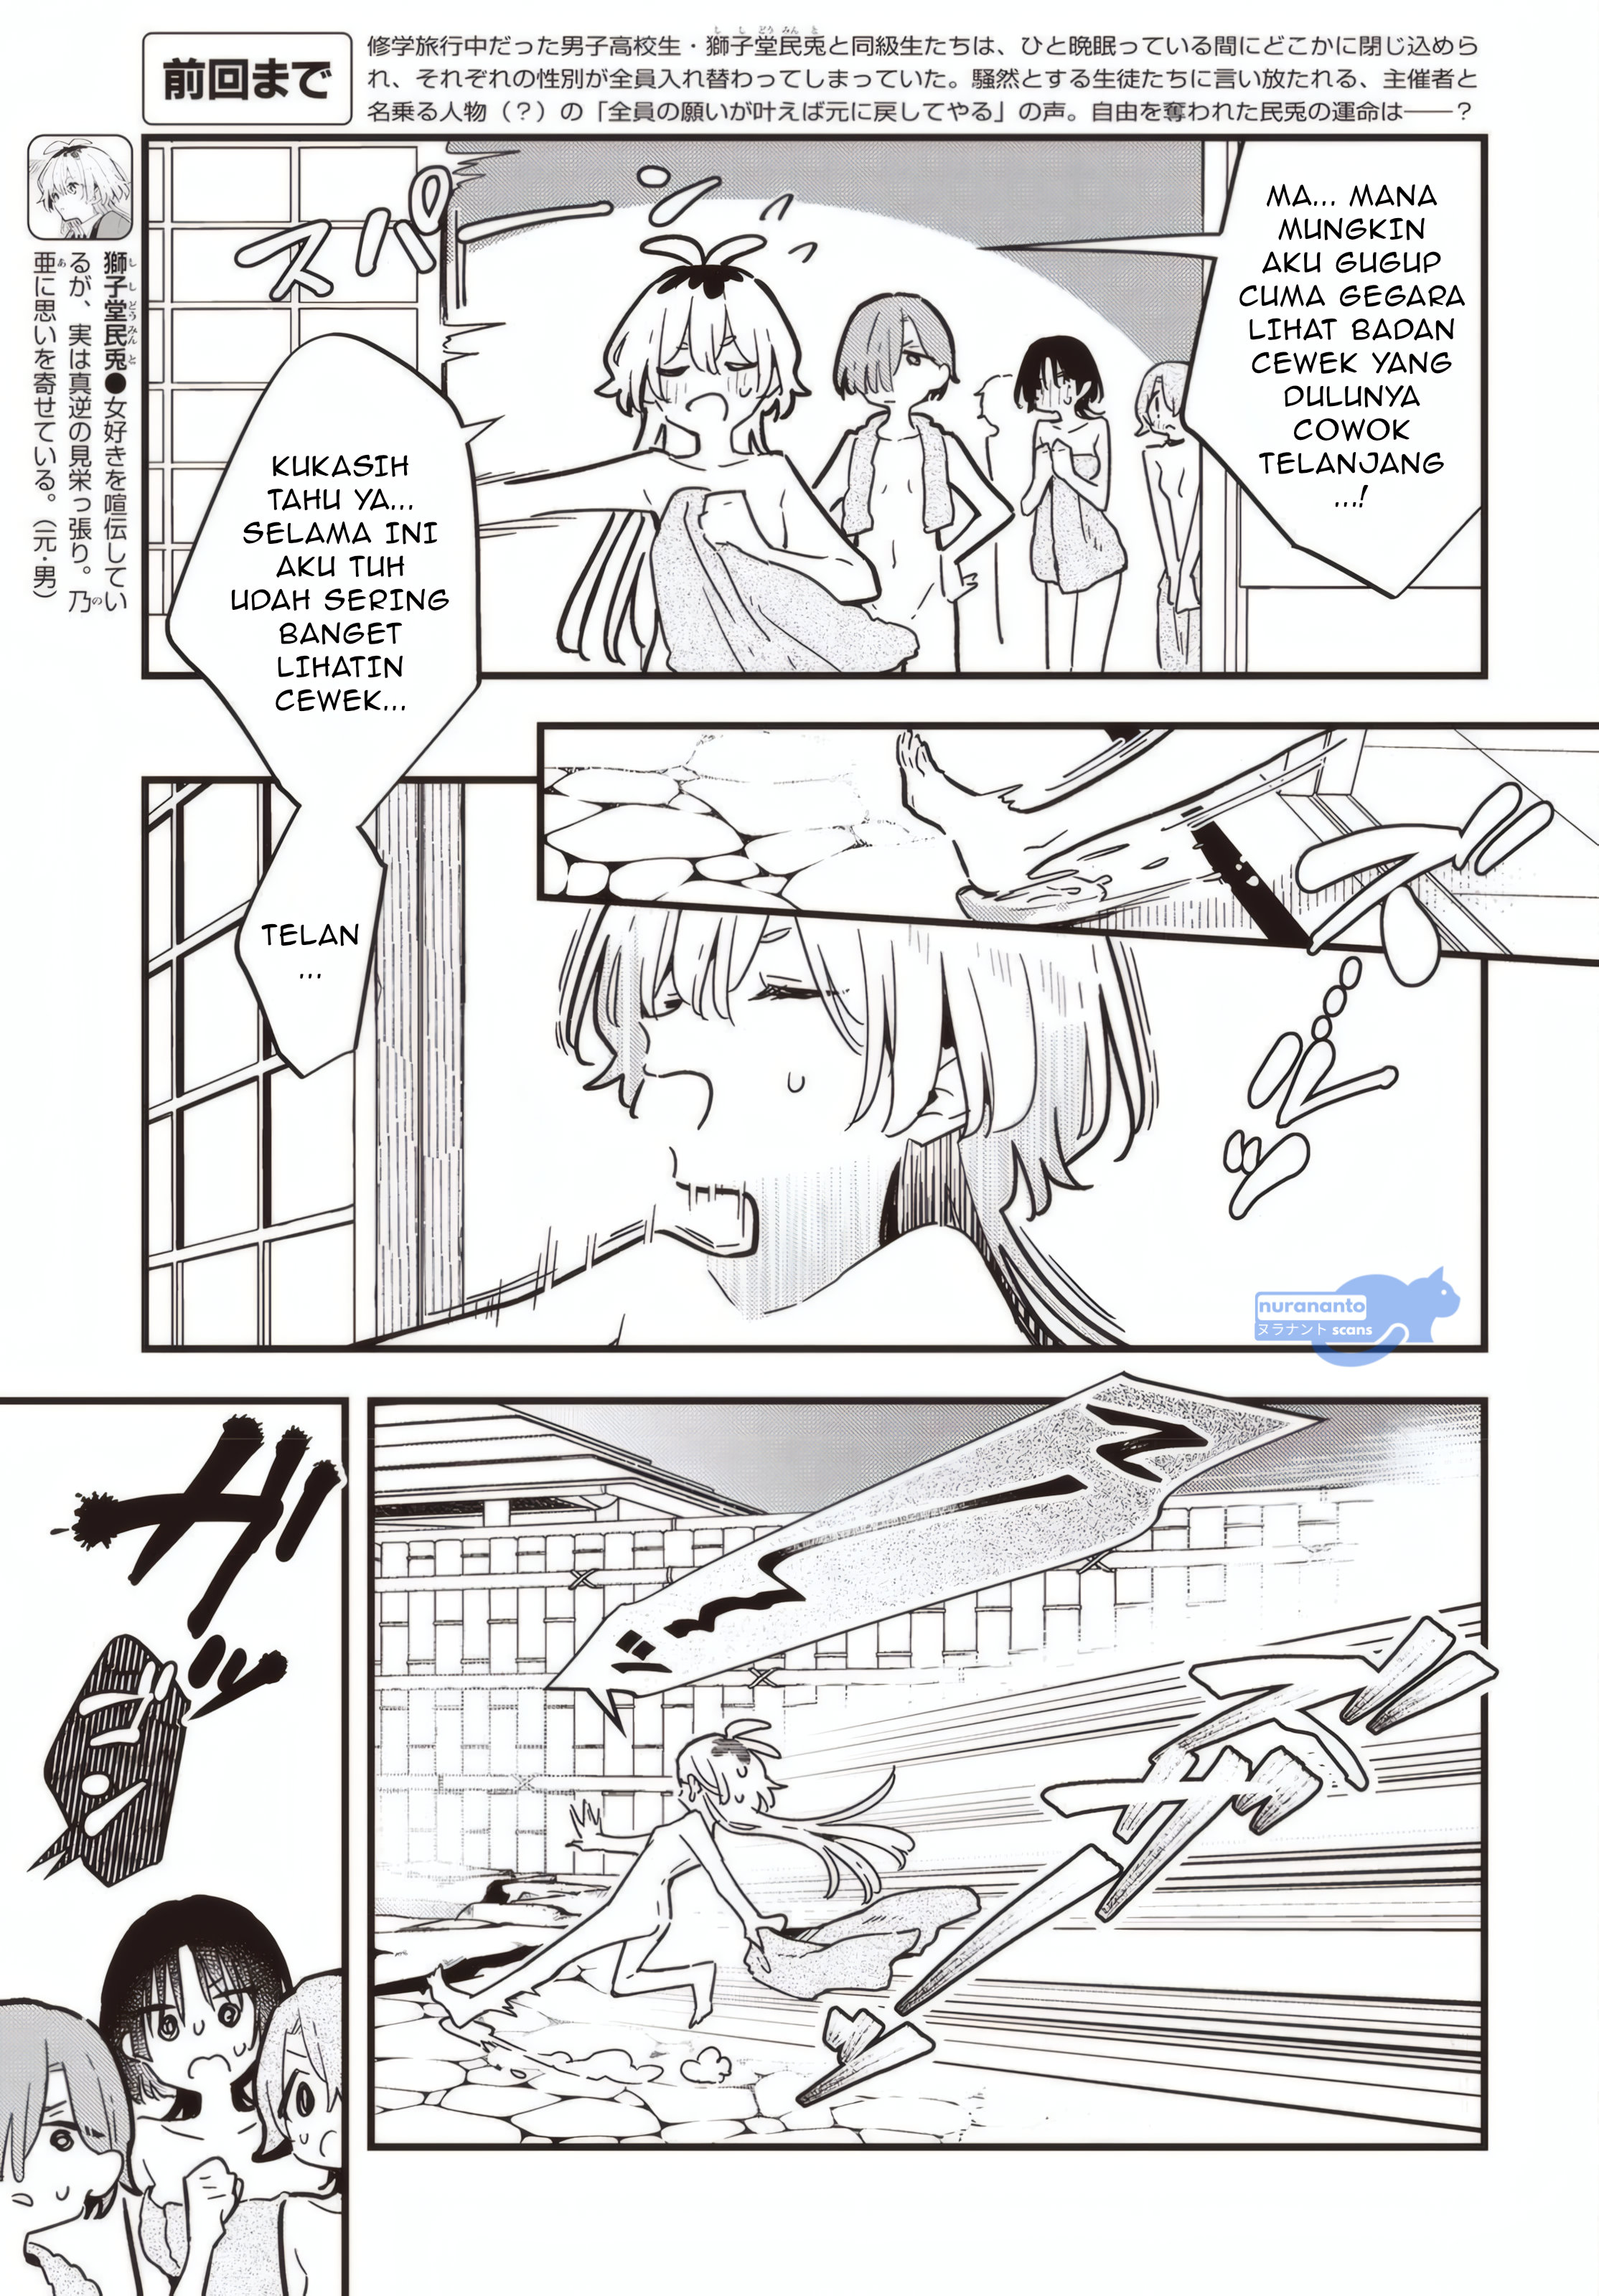 前回まで
修学旅行中だった男子高校生・獅子堂民兎と同級生たちは、ひと晩眠っている間にどこかに閉じ込めら
れ、それぞれの性別が全員入れ替わってしまっていた。騒然とする生徒たちに言い放たれる、主催者と
名乗る人物（？）の「全員の願いが叶えば元に戻してやる」の声。自由を奪われた民兎の運命は——？
獅子堂民兎●女好きを喧伝してい
るが、実は真逆の見栄っ張り。乃
亜に思いを寄せている。（元・男）
MA... MANA
MUNGKIN
AKU GUGUP
CUMA GEGARA
LIHAT BADAN
CEWEK YANG
DULUNYA
COWOK
TELANJANG
...!
スパーン
KUKASIH
TAHU YA...
SELAMA INI
AKU TUH
UDAH SERING
BANGET
LIHATIN
CEWEK...
TELAN
...
nurananto
ヌラナント scans
ズザザーッ
ガッ
ゴン